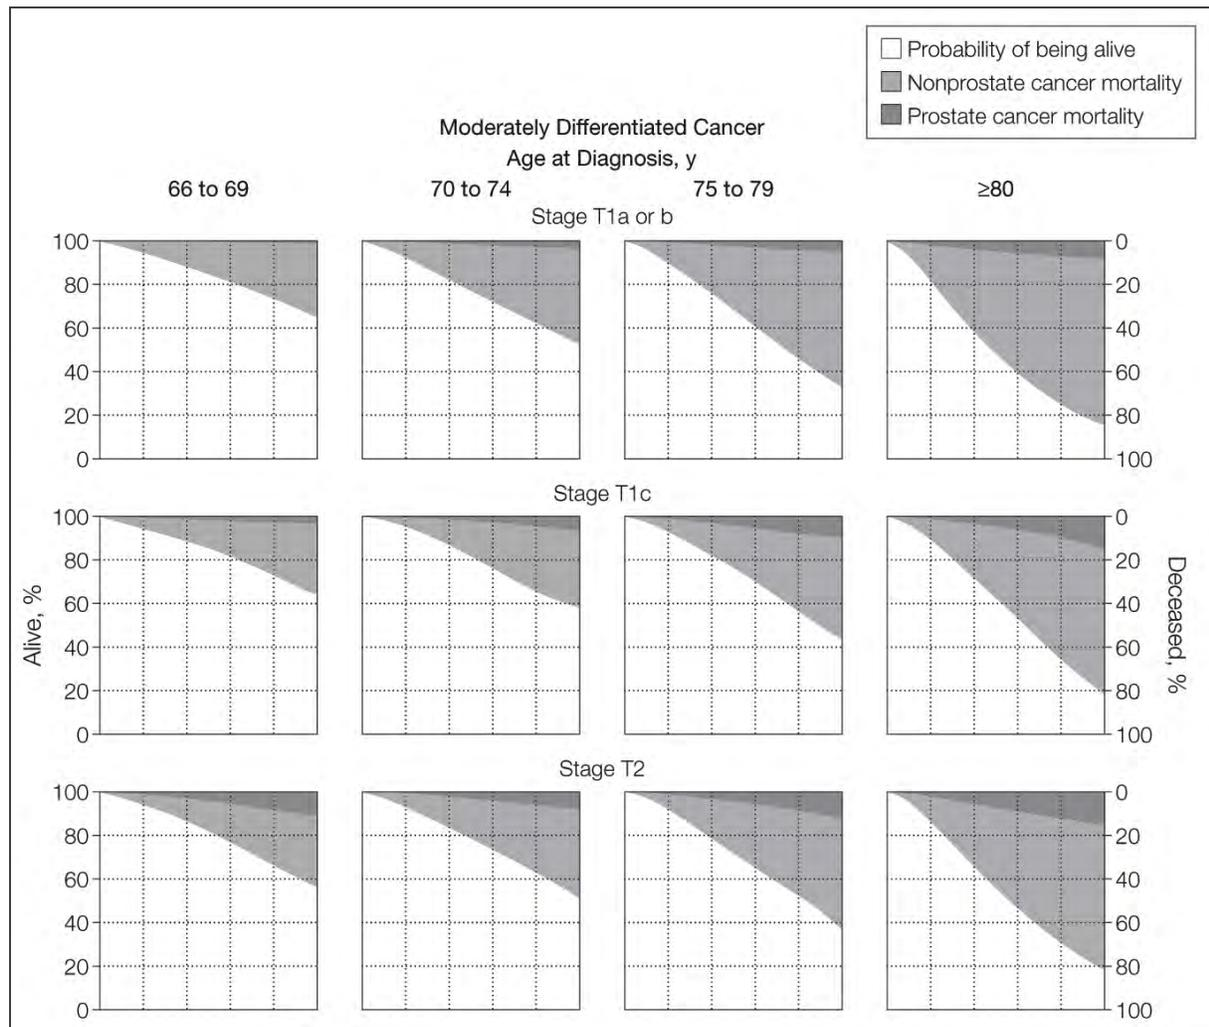 Probability of being alive
Nonprostate cancer mortality
Prostate cancer mortality
Moderately Differentiated Cancer
Age at Diagnosis, y
66 to 69 70 to 74 75 to 79 ≥80
Stage T1a or b
100 0
80 20
60 40
40 60
20 80
0 100
Stage T1c
100 0
80 20
60 40
40 60
20 80
0 100
Alive, %
Deceased, %
Stage T2
100 0
80 20
60 40
40 60
20 80
0 100